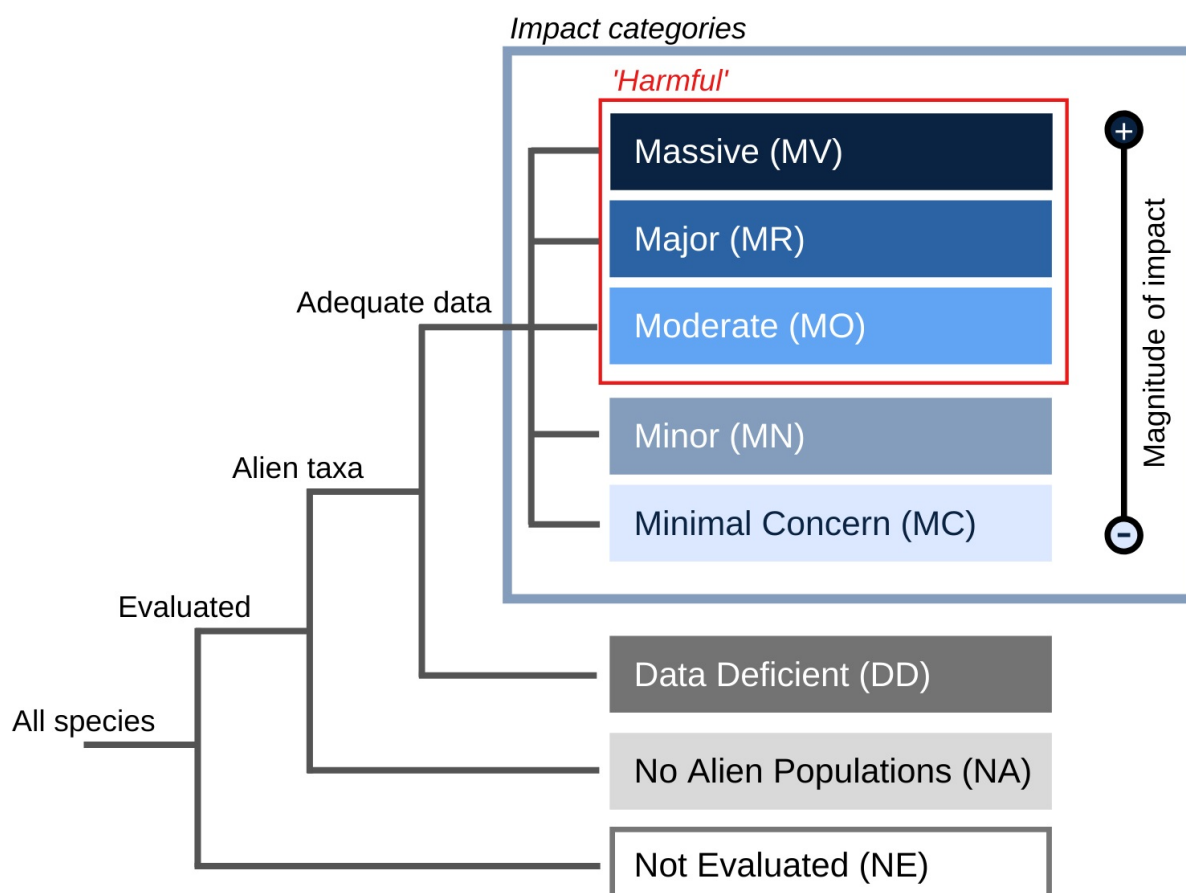 Impact categories
'Harmful'
Massive (MV)
+
Major (MR)
Magnitude of impact
Adequate data
Moderate (MO)
Minor (MN)
Alien taxa
Minimal Concern (MC)
-
Evaluated
Data Deficient (DD)
All species
No Alien Populations (NA)
Not Evaluated (NE)